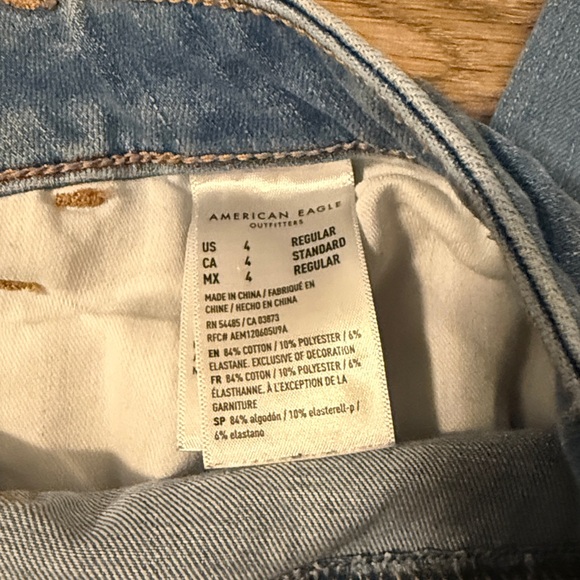 AMERICAN EAGLE
OUTFITTERS
US 4 REGULAR
CA 4 STANDARD
MX 4 REGULAR
MADE IN CHINA / FABRIQUÉ EN
CHINE / HECHO EN CHINA
RN 54485 / CA 03873
RFC# AEM120605U9A
EN 84% COTTON / 10% POLYESTER / 6%
ELASTANE. EXCLUSIVE OF DECORATION
FR 84% COTON / 10% POLYESTER / 6%
ÉLASTHANNE. À L'EXCEPTION DE LA
GARNITURE
SP 84% algodón / 10% elasterell-p /
6% elastano